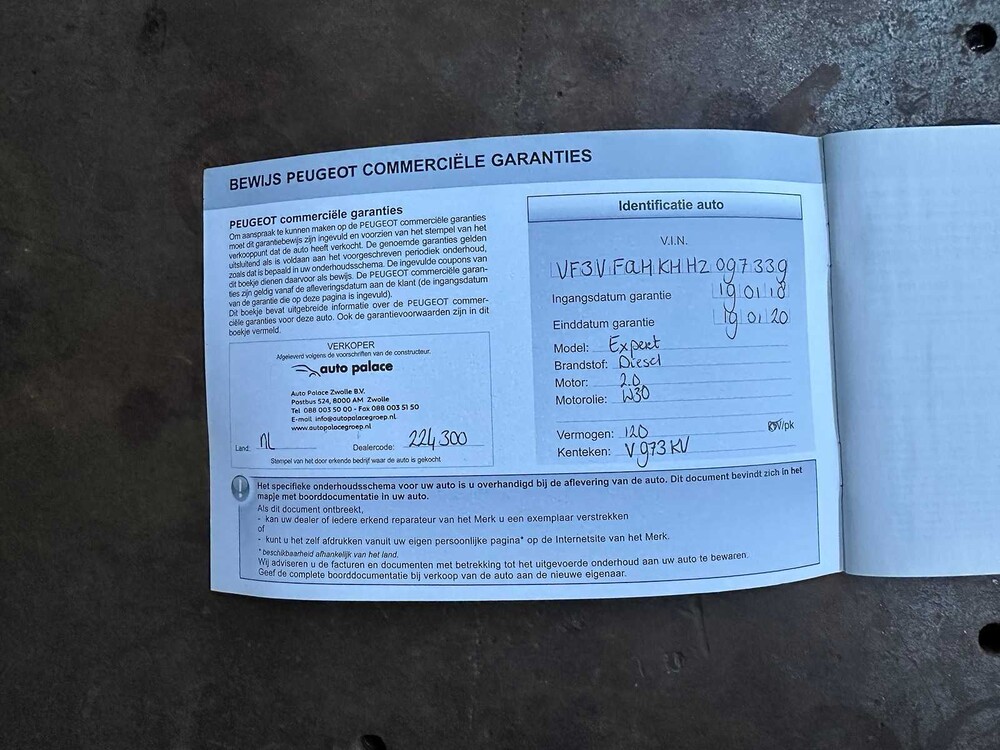 BEWIJS PEUGEOT COMMERCIËLE GARANTIES
PEUGEOT commerciële garanties
Om aanspraak te kunnen maken op de PEUGEOT commerciële garanties
moet dit garantiebewijs zijn ingevuld en voorzien van het stempel van het
verkooppunt dat de auto heeft verkocht. De genoemde garanties gelden
uitsluitend als is voldaan aan het voorgeschreven periodiek onderhoud,
zoals dat is bepaald in uw onderhoudsschema. De ingevulde coupons van
dit boekje dienen daarvoor als bewijs. De PEUGEOT commerciële garan-
ties zijn geldig vanaf de afleveringsdatum aan de klant (de ingangsdatum
van de garantie die op deze pagina is ingevuld).
Dit boekje bevat uitgebreide informatie over de PEUGEOT commer-
ciële garanties voor deze auto. Ook de garantievoorwaarden zijn in dit
boekje vermeld.
VERKOPER
Afgeleverd volgens de voorschriften van de constructeur.
auto palace
Auto Palace Zwolle B.V.
Postbus 524, 8000 AM Zwolle
Tel 088 003 50 00 - Fax 088 003 51 50
E-mail info@autopalacegroep.nl
www.autopalacegroep.nl
Land: NL Dealercode: 224300
Stempel van het door erkende bedrijf waar de auto is gekocht.
Identificatie auto
V.I.N.
VF3VFAHKHHZ097339
Ingangsdatum garantie 19 01 18
Einddatum garantie 19 01 20
Model: Expert
Brandstof: Diesel
Motor: 2.0
Motorolie: W30
Vermogen: 120 kW/pk
Kenteken: V973KV
Het specifieke onderhoudsschema voor uw auto is u overhandigd bij de aflevering van de auto. Dit document bevindt zich in het
mapje met boorddocumentatie in uw auto.
Als dit document ontbreekt,
- kan uw dealer of iedere erkend reparateur van het Merk u een exemplaar verstrekken
of
- kunt u het zelf afdrukken vanuit uw eigen persoonlijke pagina* op de Internetsite van het Merk.
* beschikbaarheid afhankelijk van het land.
Wij adviseren u de facturen en documenten met betrekking tot het uitgevoerde onderhoud aan uw auto te bewaren.
Geef de complete boorddocumentatie bij verkoop van de auto aan de nieuwe eigenaar.